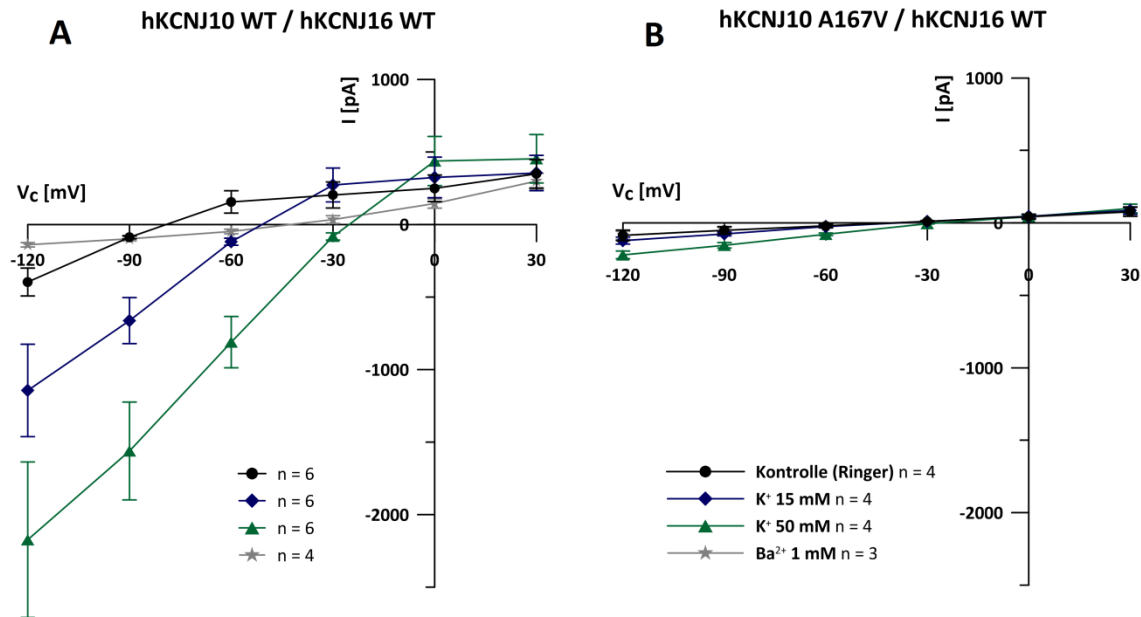 A
hKCNJ10 WT / hKCNJ16 WT
1000
I [pA]
Vc [mV]
0
-120
-90
-60
-30
0
30
-1000
-2000
n = 6
n = 6
n = 6
n = 4
B
hKCNJ10 A167V / hKCNJ16 WT
1000
I [pA]
Vc [mV]
0
-120
-90
-60
-30
0
30
-1000
-2000
Kontrolle (Ringer) n = 4
K⁺ 15 mM n = 4
K⁺ 50 mM n = 4
Ba²⁺ 1 mM n = 3